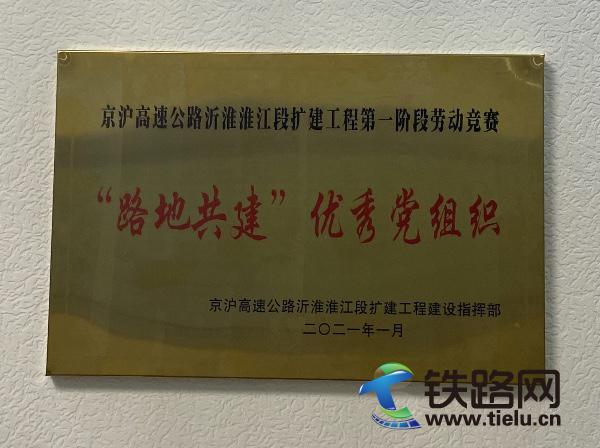 京沪高速公路沂淮淮江段扩建工程第一阶段劳动竞赛
“路地共建”优秀党组织
京沪高速公路沂淮淮江段扩建工程建设指挥部
二〇二一年一月
铁路网
www.tielu.cn